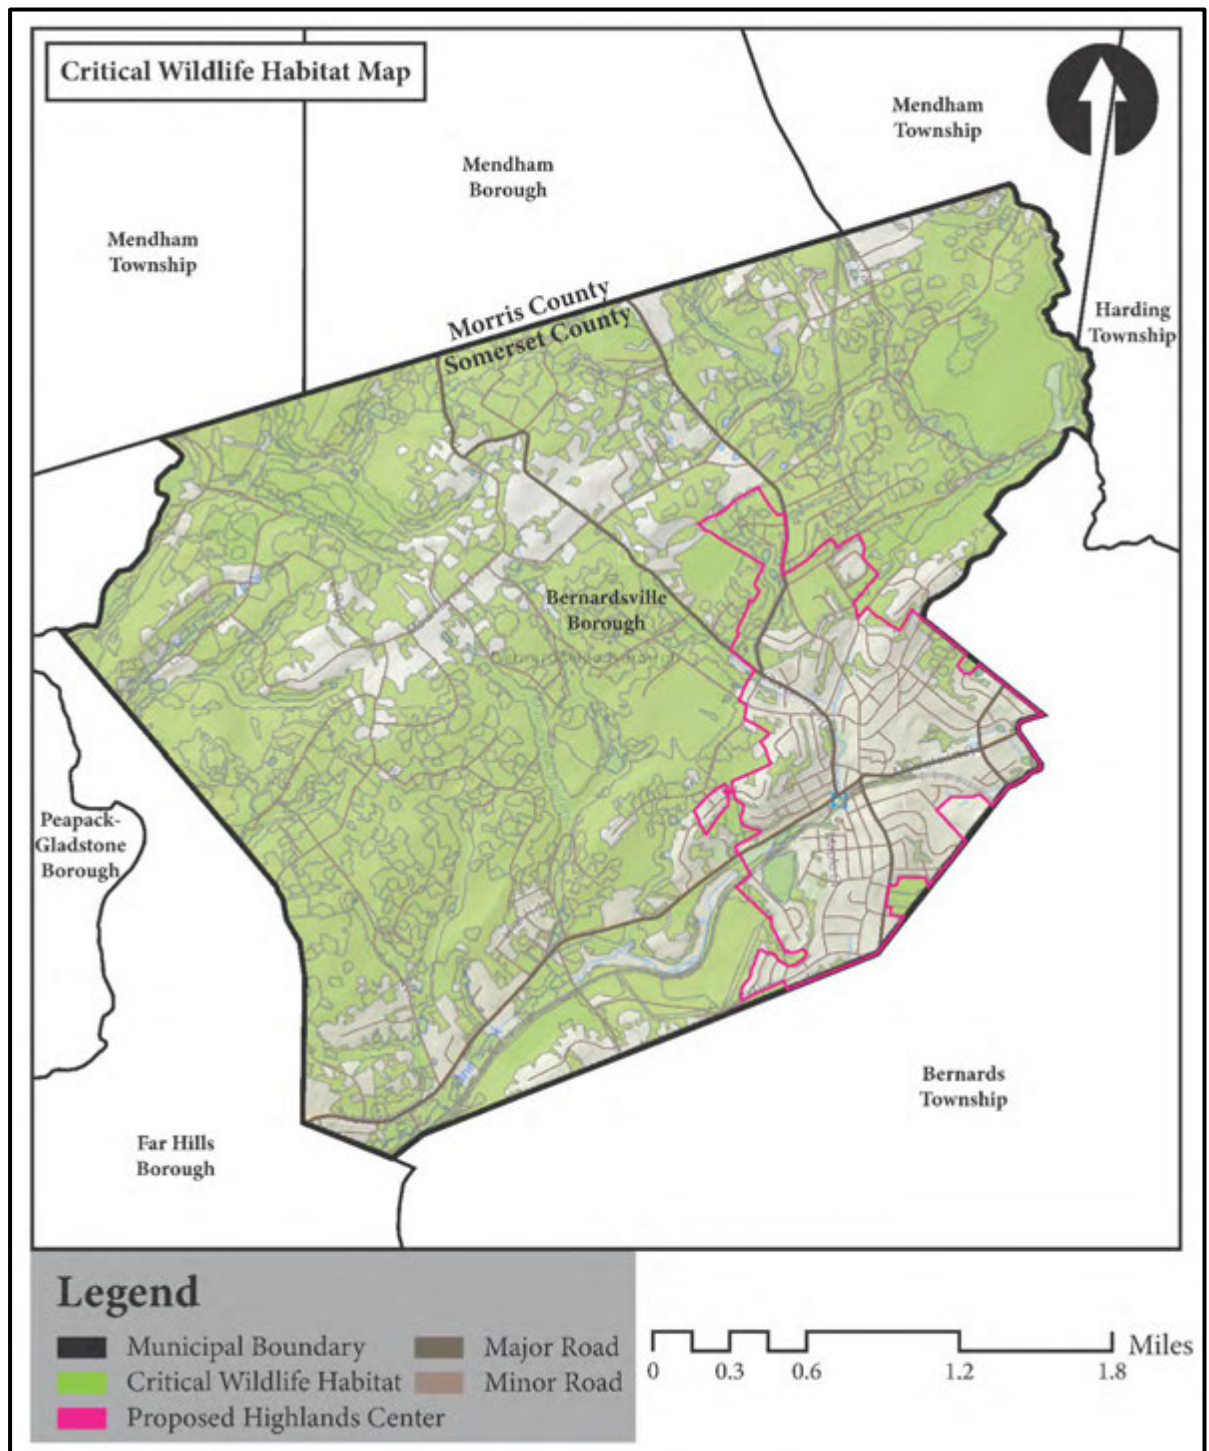 Critical Wildlife Habitat Map
Mendham
Township
Mendham
Borough
Mendham
Township
Morris County
Somerset County
Harding
Township
Bernardsville
Borough
Peapack-
Gladstone
Borough
Bernards
Township
Far Hills
Borough
Legend
Municipal Boundary
Major Road
Critical Wildlife Habitat
Minor Road
Proposed Highlands Center
Miles
0 0.3 0.6 1.2 1.8